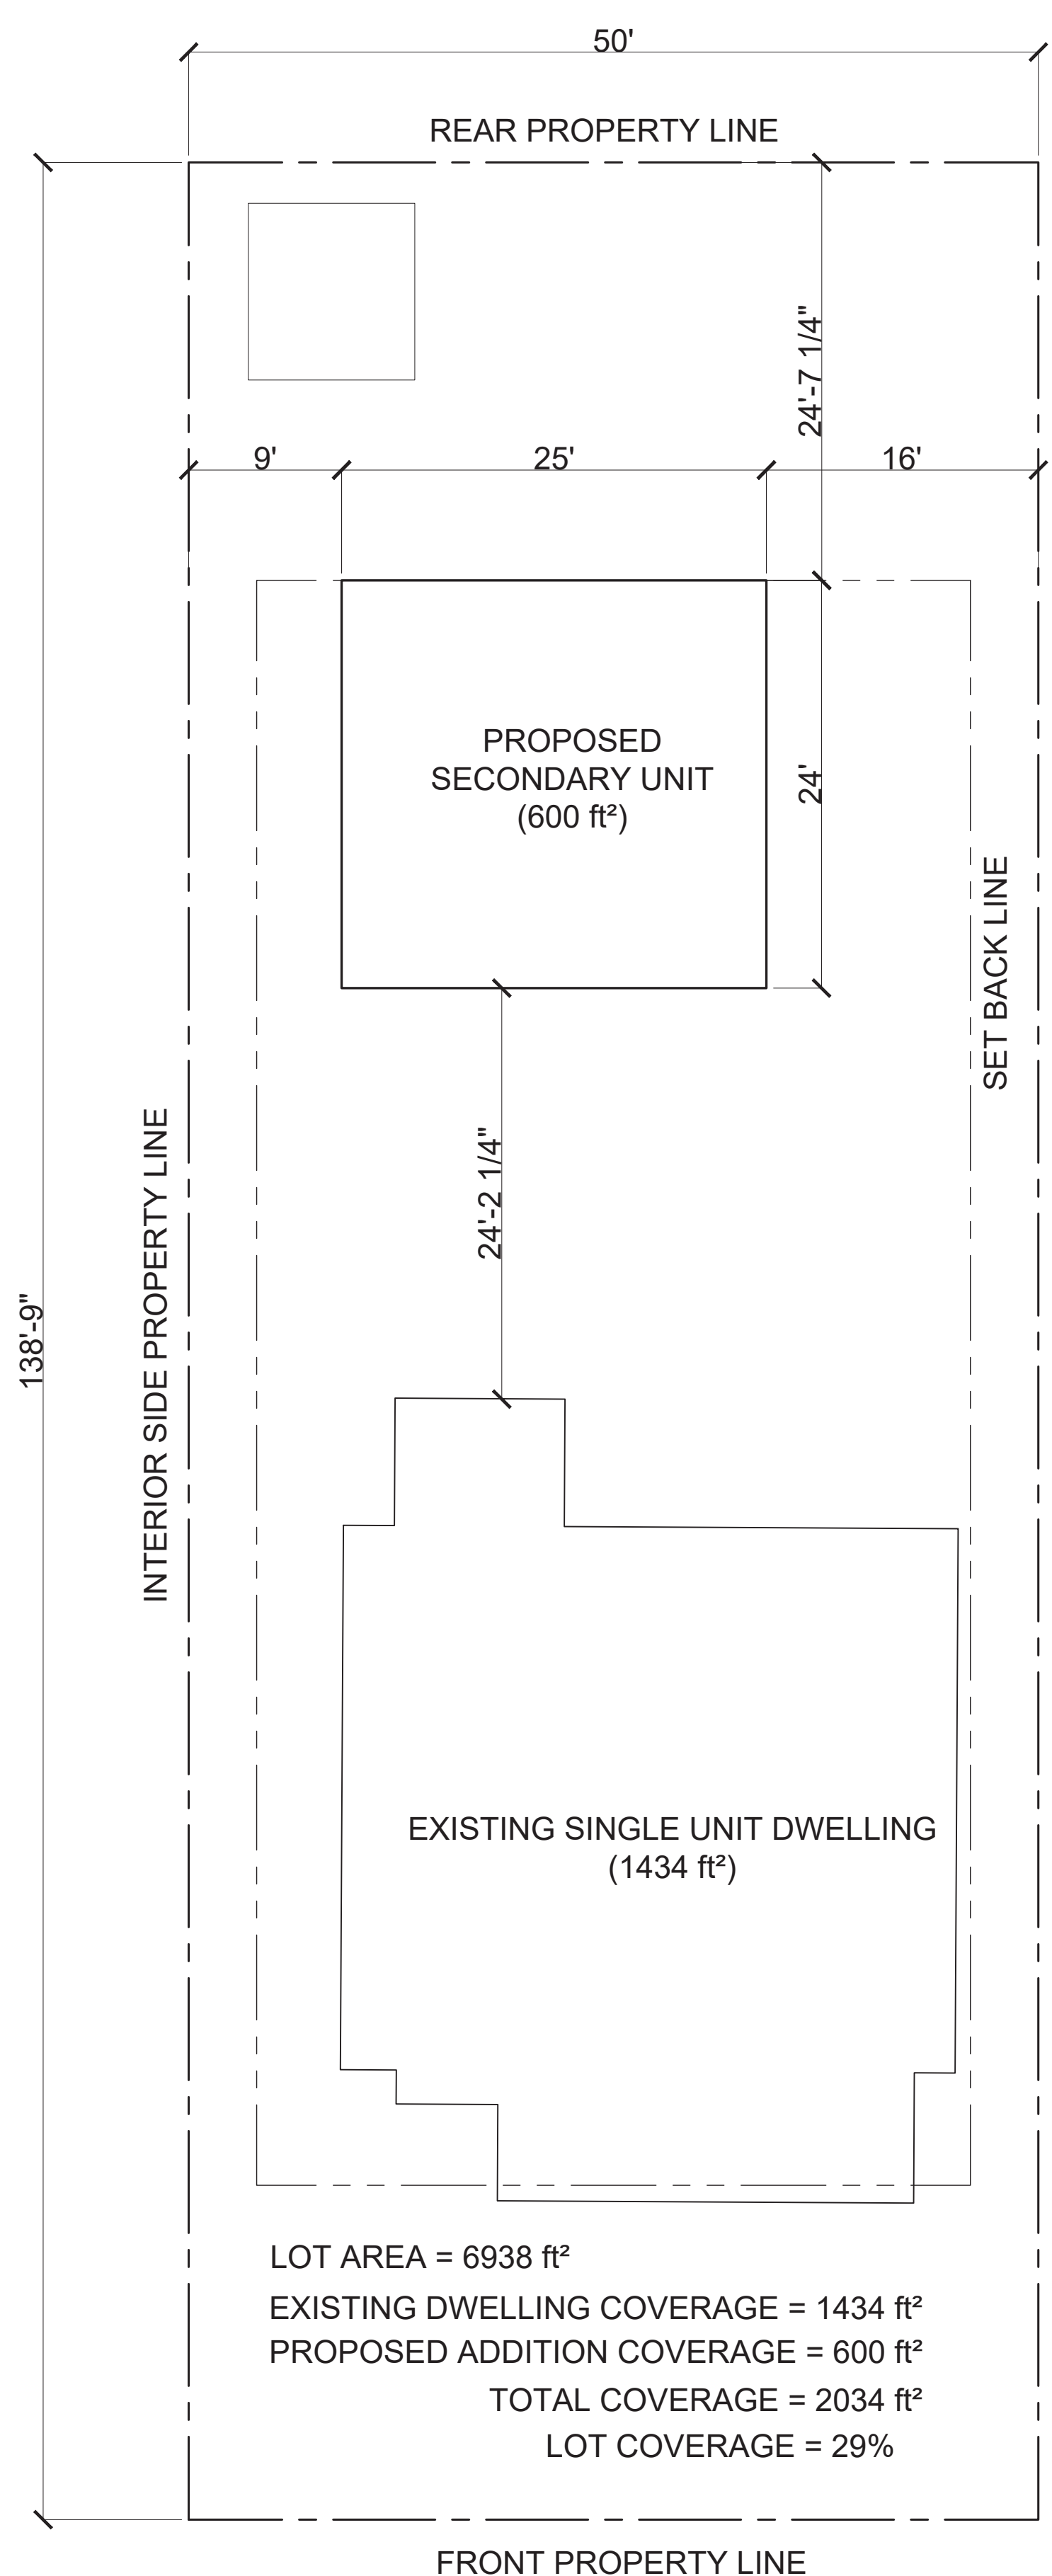 50'
REAR PROPERTY LINE
24'-7 1/4"
9'
25'
16'
PROPOSED
SECONDARY UNIT
(600 ft²)
24'
SET BACK LINE
INTERIOR SIDE PROPERTY LINE
24'-2 1/4"
138'-9"
EXISTING SINGLE UNIT DWELLING
(1434 ft²)
LOT AREA = 6938 ft²
EXISTING DWELLING COVERAGE = 1434 ft²
PROPOSED ADDITION COVERAGE = 600 ft²
TOTAL COVERAGE = 2034 ft²
LOT COVERAGE = 29%
FRONT PROPERTY LINE